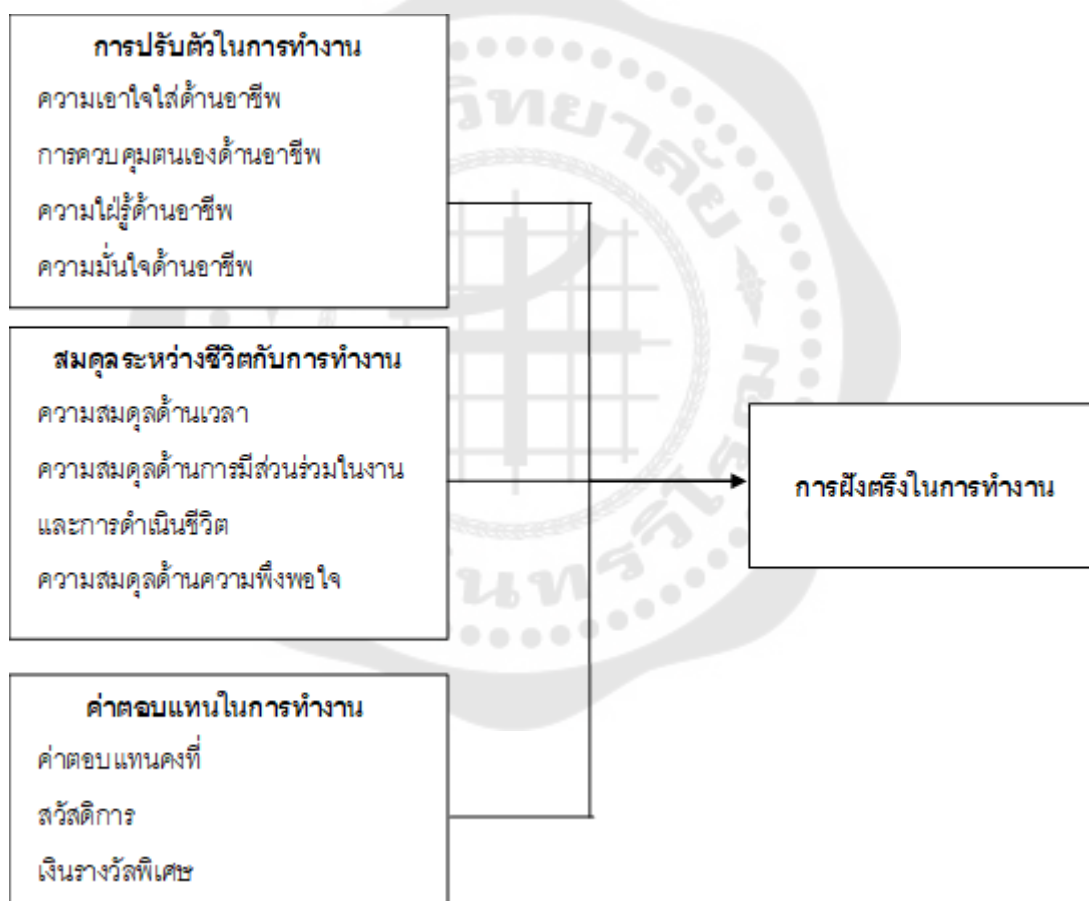 การปรับตัวในการทำงาน
ความเอาใจใส่ด้านอาชีพ
การควบคุมตนเองด้านอาชีพ
ความใฝ่รู้ด้านอาชีพ
ความมั่นใจด้านอาชีพ
สมดุลระหว่างชีวิตกับการทำงาน
ความสมดุลด้านเวลา
ความสมดุลด้านการมีส่วนร่วมในงาน
และการดำเนินชีวิต
ความสมดุลด้านความพึงพอใจ
ค่าตอบแทนในการทำงาน
ค่าตอบแทนคงที่
สวัสดิการ
เงินรางวัลพิเศษ
การฝังตรึงในการทำงาน